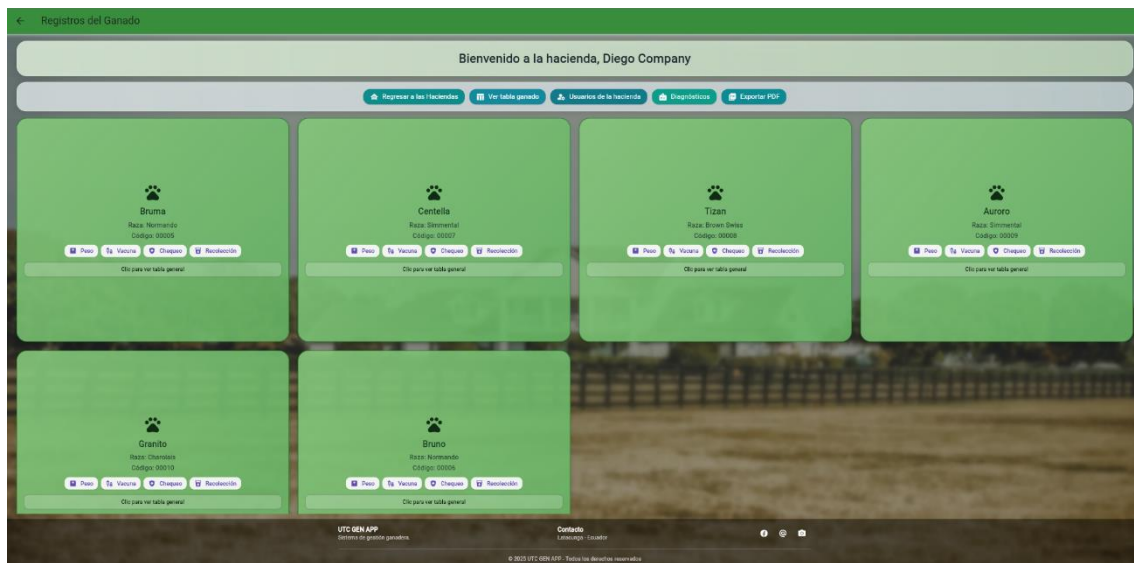 Registros del Ganado
Bienvenido a la hacienda, Diego Company
Regresar a las Haciendas Ver tabla ganado Usuarios de la hacienda Diagnósticos Exportar PDF
Bruma
Raza: Normando
Código: 00005
Peso Vacuna Chequeo Recolección
Clic para ver tabla general
Centella
Raza: Simmental
Código: 00007
Peso Vacuna Chequeo Recolección
Clic para ver tabla general
Tizan
Raza: Brown Swiss
Código: 00008
Peso Vacuna Chequeo Recolección
Clic para ver tabla general
Auroro
Raza: Simmental
Código: 00009
Peso Vacuna Chequeo Recolección
Clic para ver tabla general
Granito
Raza: Charolais
Código: 00010
Peso Vacuna Chequeo Recolección
Clic para ver tabla general
Bruno
Raza: Normando
Código: 00006
Peso Vacuna Chequeo Recolección
Clic para ver tabla general
UTC GEN APP
Sistema de gestión ganadera
Contacto
Latacunga - Ecuador
© 2025 UTC GEN APP - Todos los derechos reservados